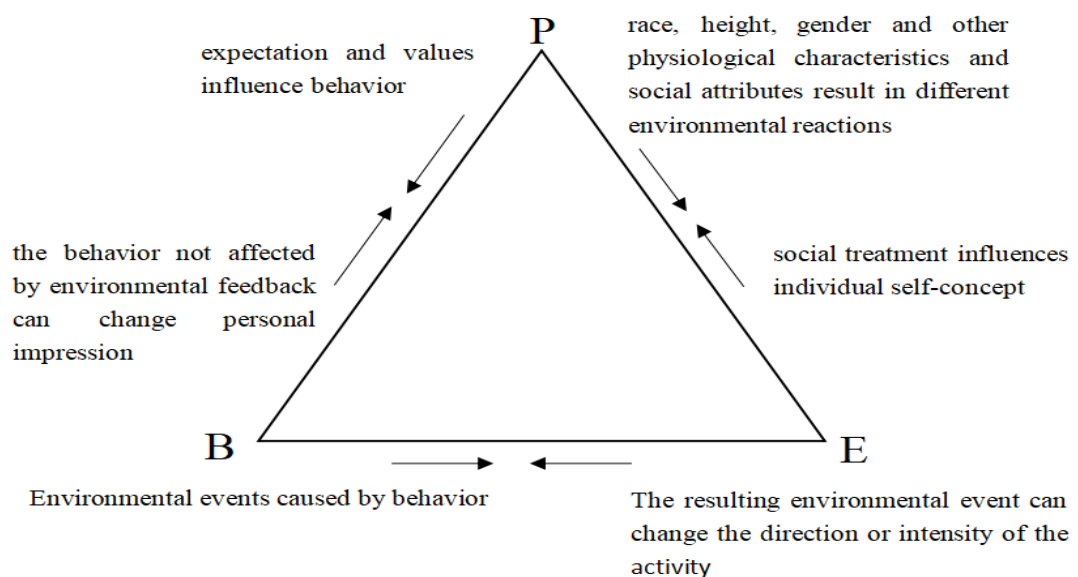 P
expectation and values
influence behavior
race, height, gender and other
physiological characteristics and
social attributes result in different
environmental reactions
the behavior not affected
by environmental feedback
can change personal
impression
social treatment influences
individual self-concept
B
E
Environmental events caused by behavior
The resulting environmental event can
change the direction or intensity of the
activity